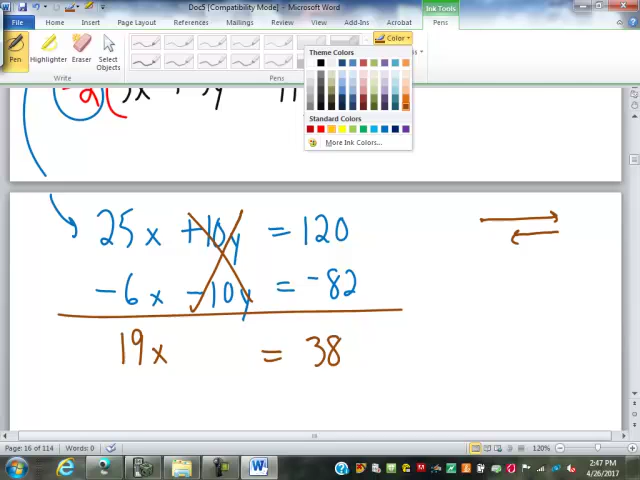 Doc5 [Compatibility Mode] - Microsoft Word
Ink Tools
File Home Insert Page Layout References Mailings Review View Add-Ins Acrobat Pens
Pen Highlighter Eraser Select Objects
Color
Write
Pens
Theme Colors
Standard Colors
More Ink Colors...
25x +10y = 120
-6x -10y = -82
19x = 38
Page: 16 of 114 Words: 0
120%
2:47 PM
4/26/2017